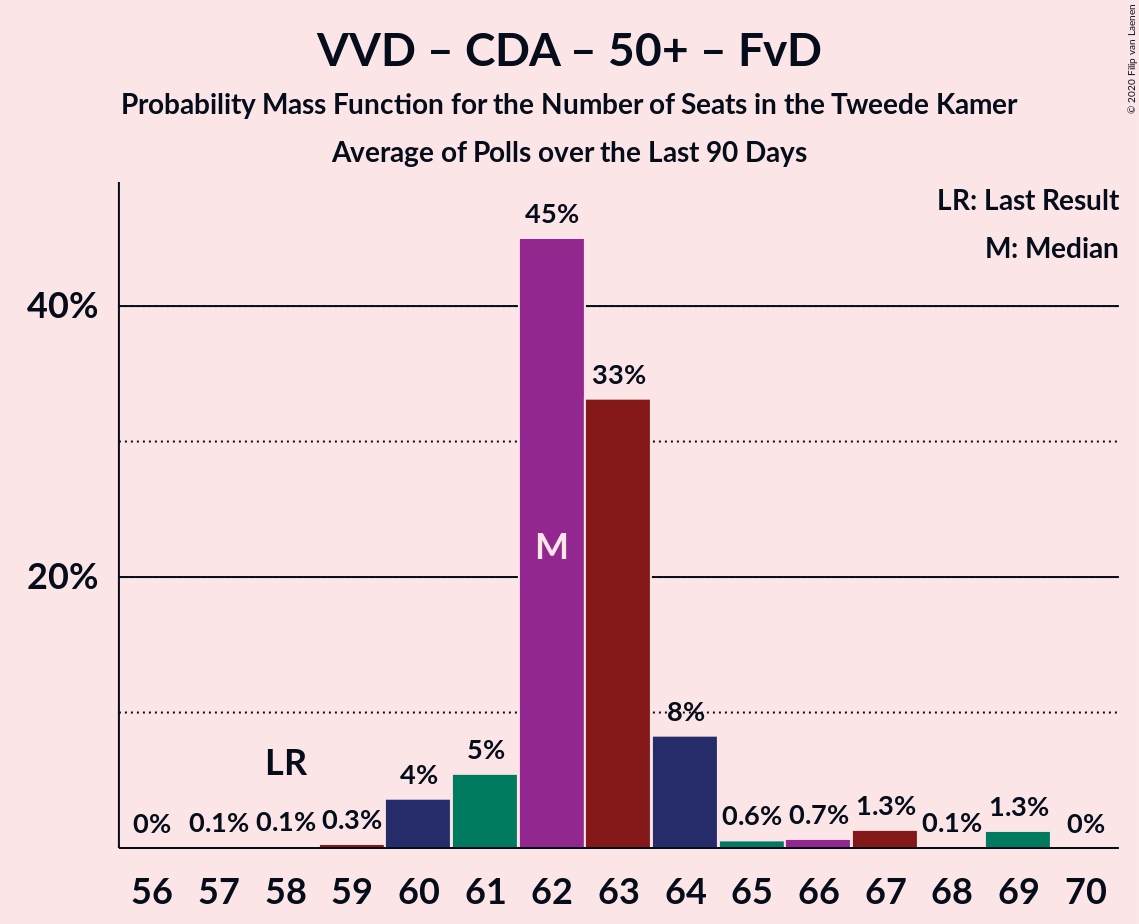 VVD – CDA – 50+ – FvD
Probability Mass Function for the Number of Seats in the Tweede Kamer
Average of Polls over the Last 90 Days
© 2020 Filip van Laenen
LR: Last Result
M: Median
45%
40%
33%
M
20%
8%
LR
5%
4%
0% 0.1% 0.1% 0.3% 0.6% 0.7% 1.3% 0.1% 1.3% 0%
56 57 58 59 60 61 62 63 64 65 66 67 68 69 70